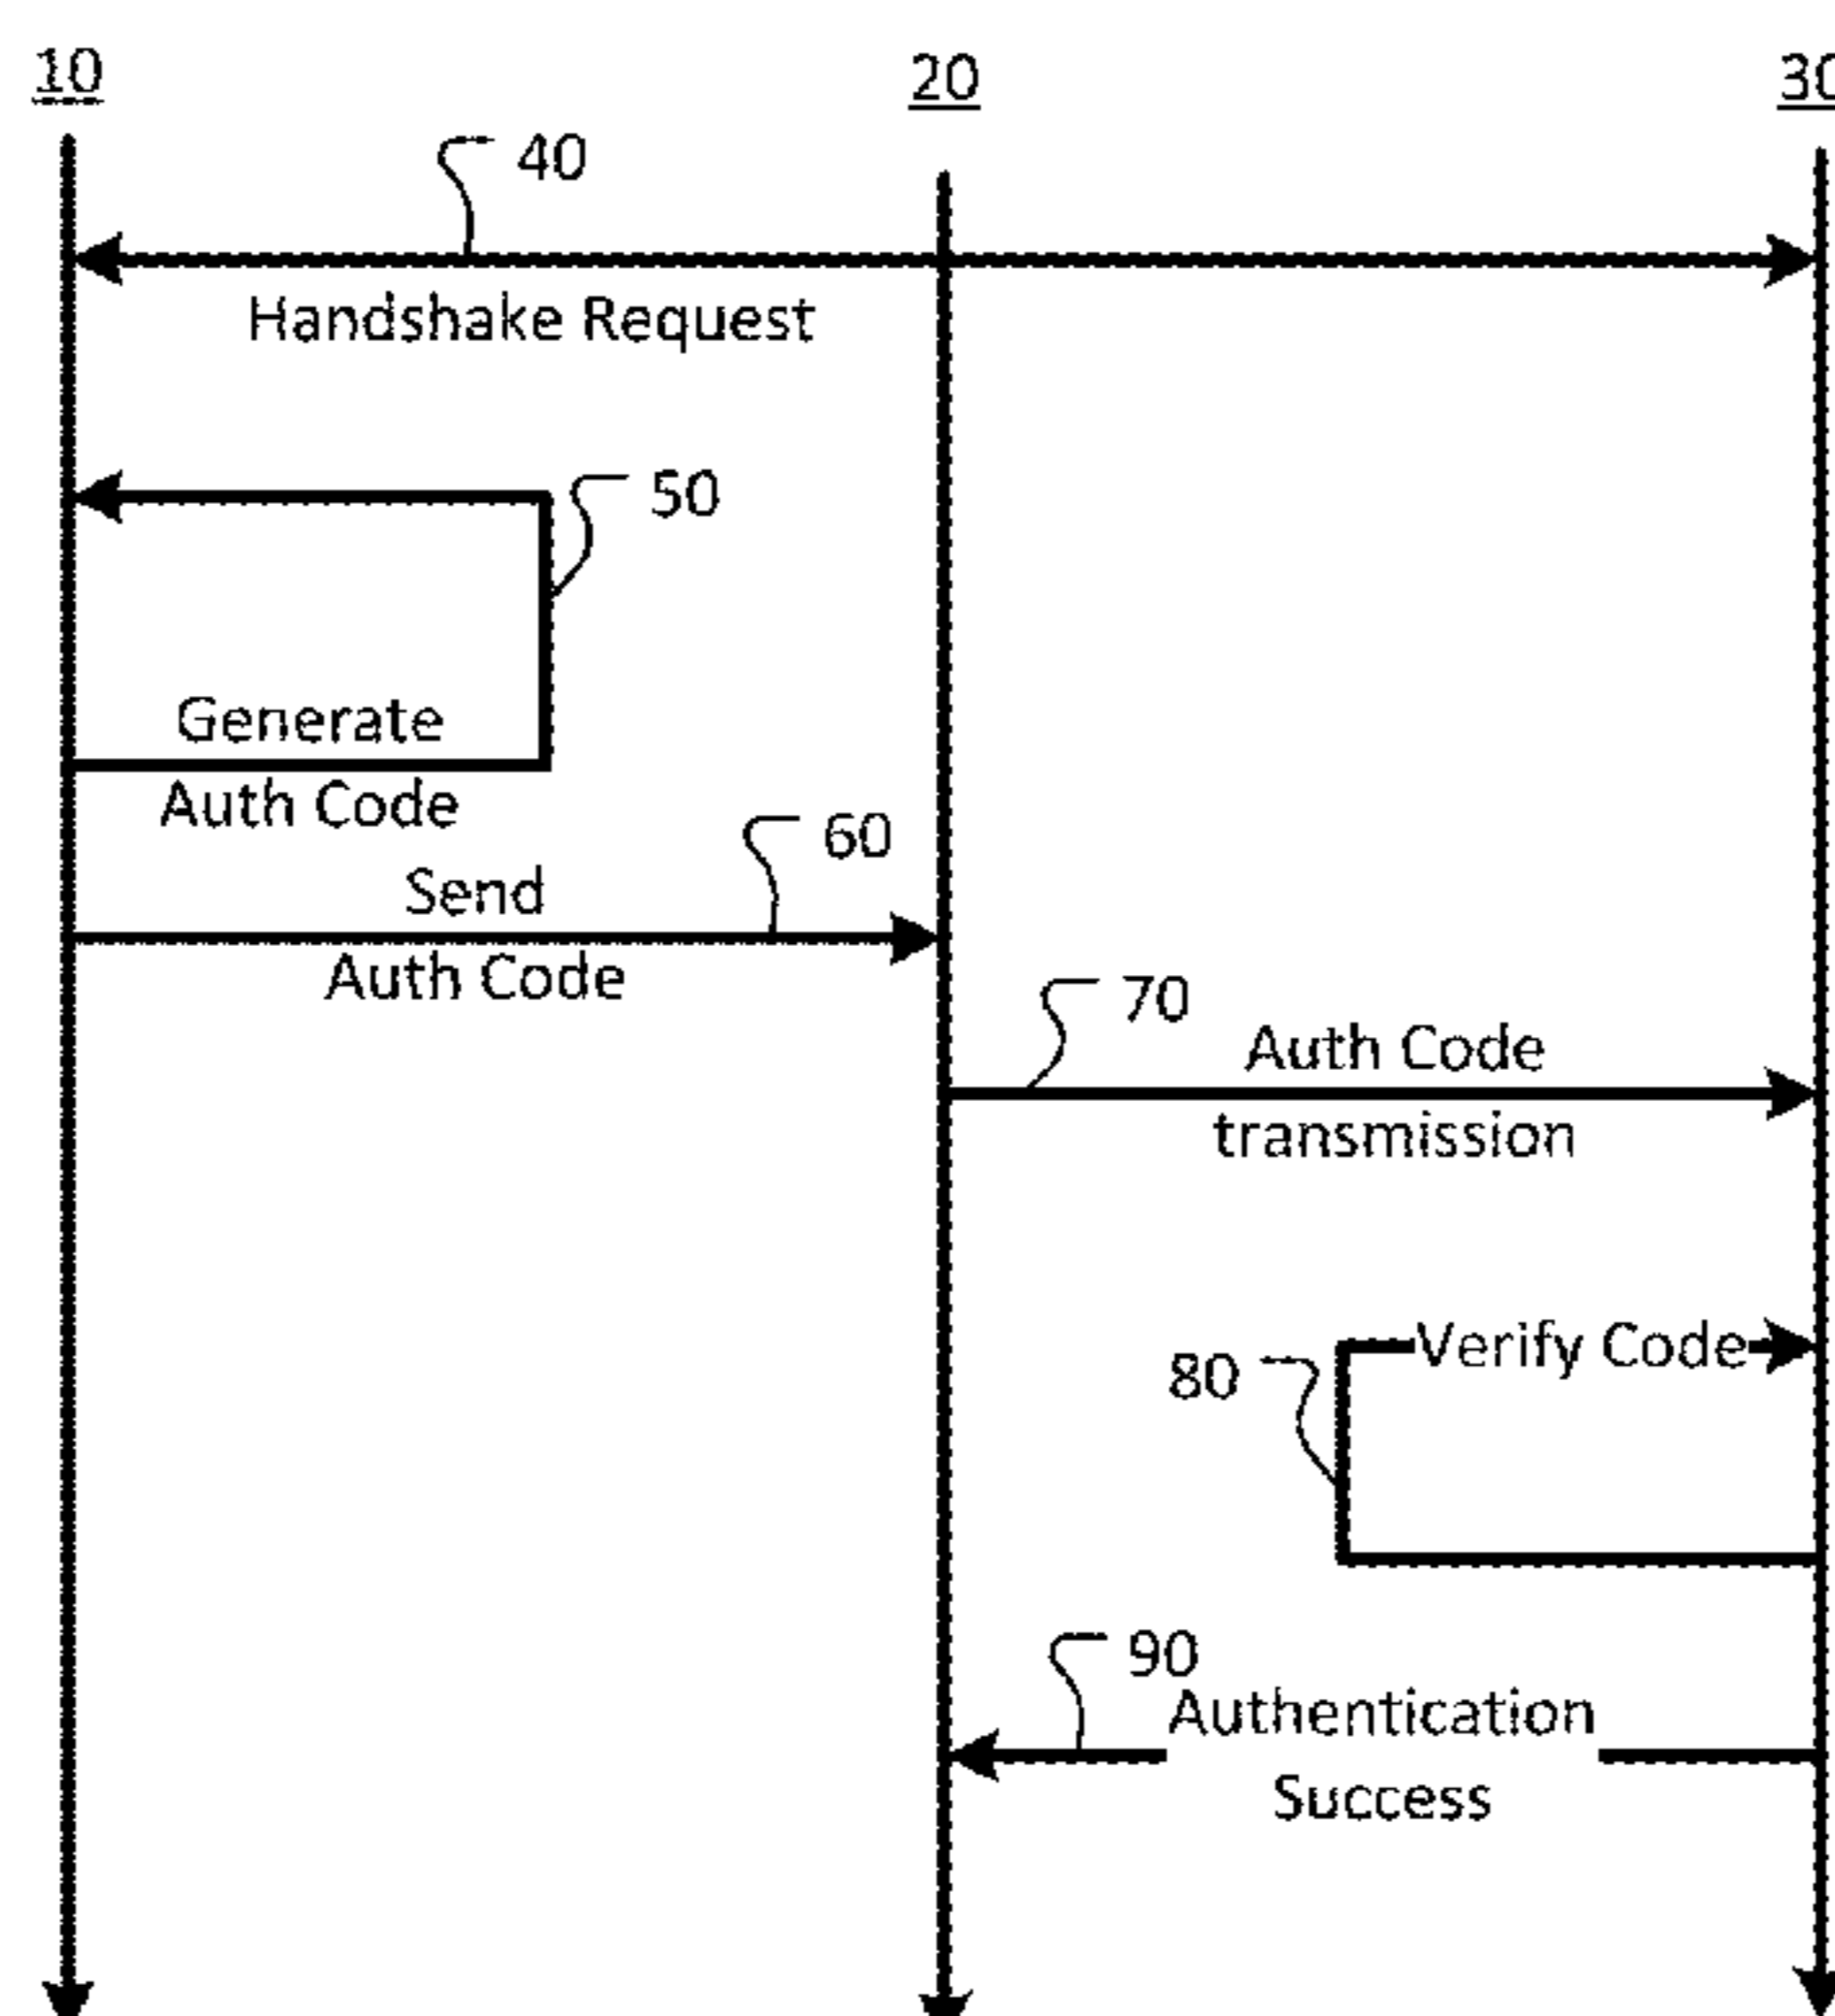 10
20
30
40
Handshake Request
50
Generate
Auth Code
60
Send
Auth Code
70
Auth Code
transmission
Verify Code
80
90
Authentication
Success